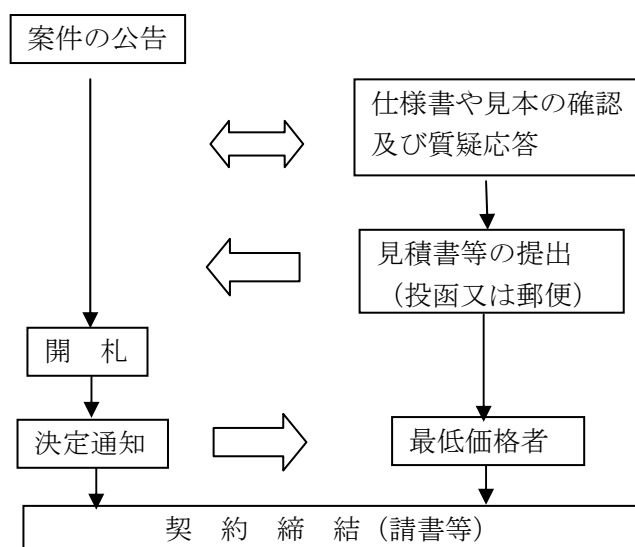 案件の公告
仕様書や見本の確認
及び質疑応答
見積書等の提出
（投函又は郵便）
開　札
決定通知
最低価格者
契　約　締　結（請書等）